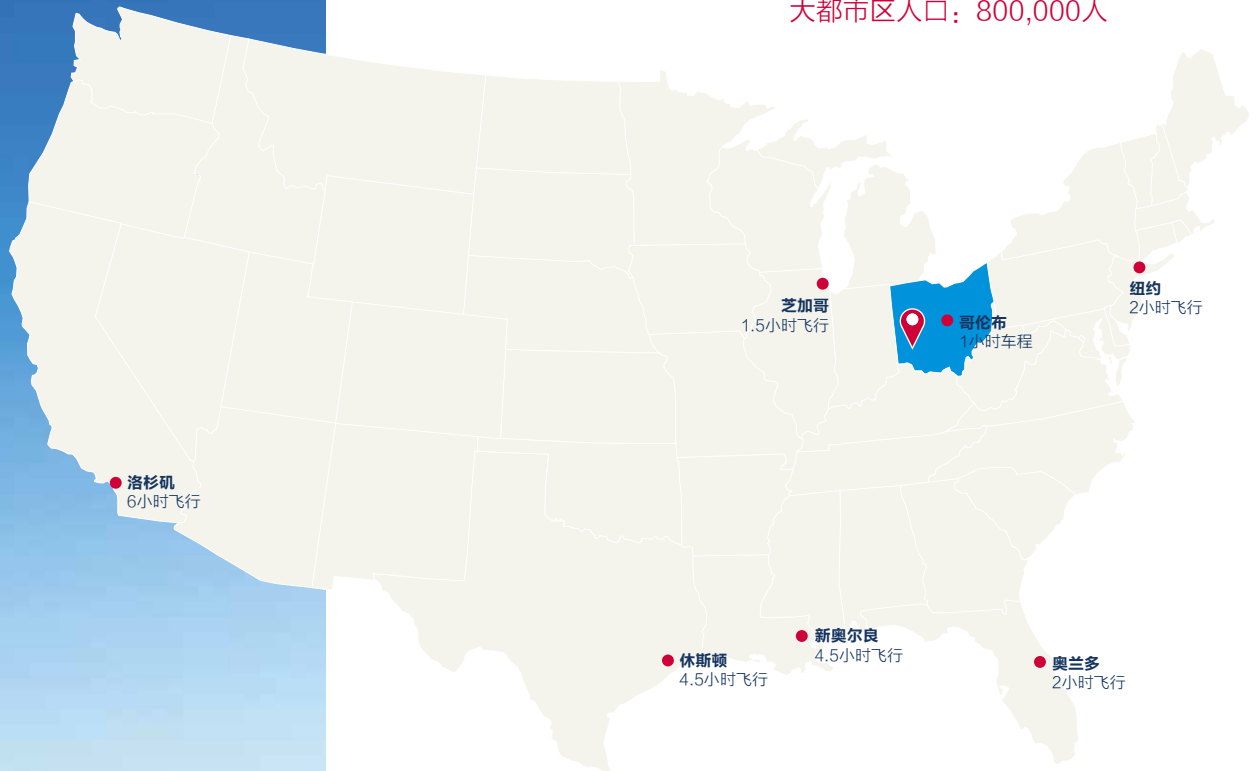 大都市区人口：800,000人
纽约
2小时飞行
芝加哥
1.5小时飞行
哥伦布
1小时车程
洛杉矶
6小时飞行
新奥尔良
4.5小时飞行
休斯顿
4.5小时飞行
奥兰多
2小时飞行